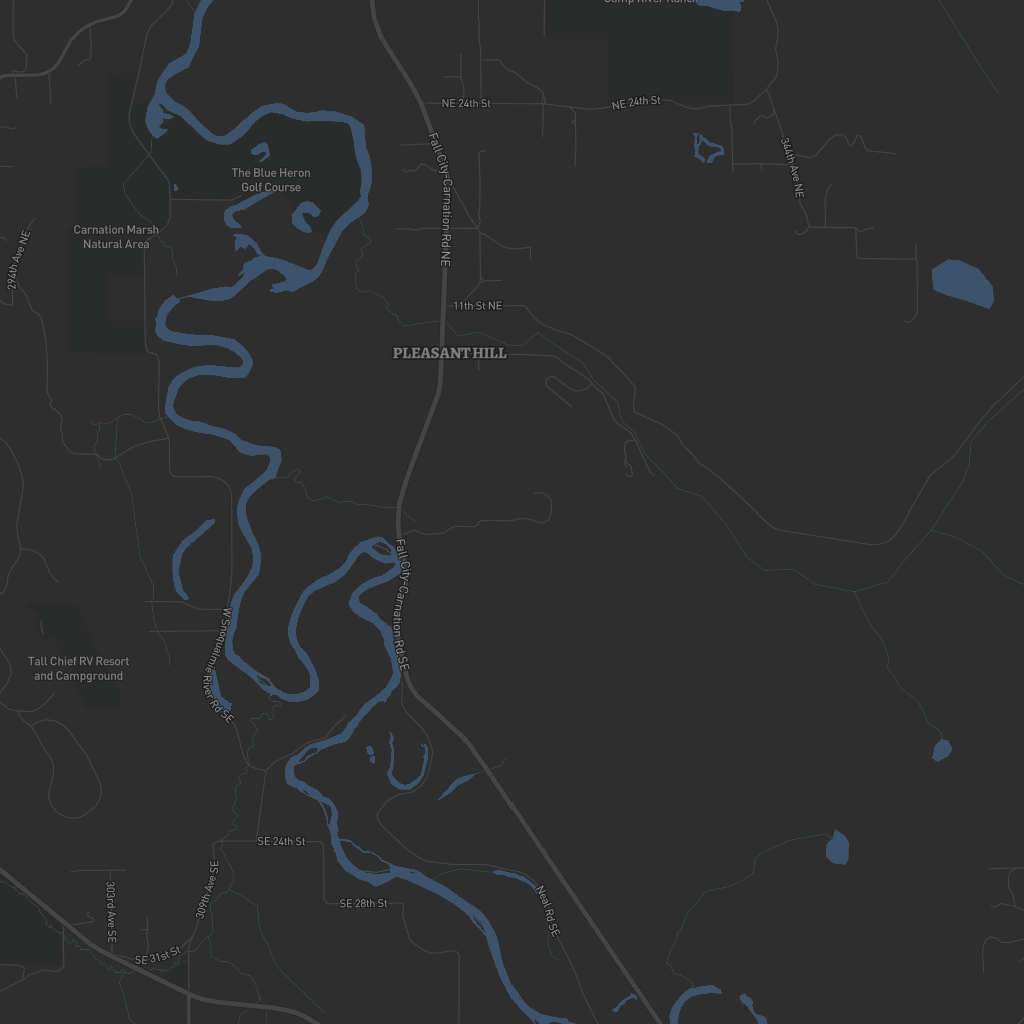 Camp River Ranch
NE 24th St
NE 24th St
Fall City-Carnation Rd NE
344th Ave NE
The Blue Heron
Golf Course
Carnation Marsh
Natural Area
294th Ave NE
11th St NE
PLEASANT HILL
Fall City-Carnation Rd SE
W Snoqualmie River Rd SE
Tall Chief RV Resort
and Campground
SE 24th St
309th Ave SE
303rd Ave SE
SE 28th St
Neal Rd SE
SE 31st St